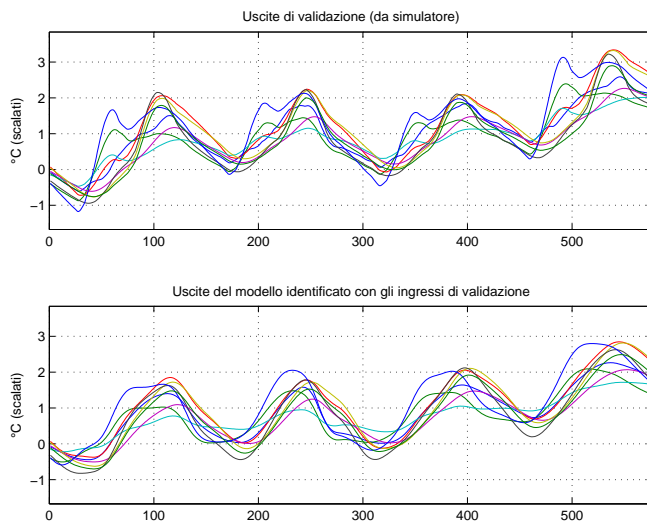 Uscite di validazione (da simulatore)
3
2
1
0
−1
°C (scalati)
0 100 200 300 400 500
Uscite del modello identificato con gli ingressi di validazione
3
2
1
0
−1
°C (scalati)
0 100 200 300 400 500